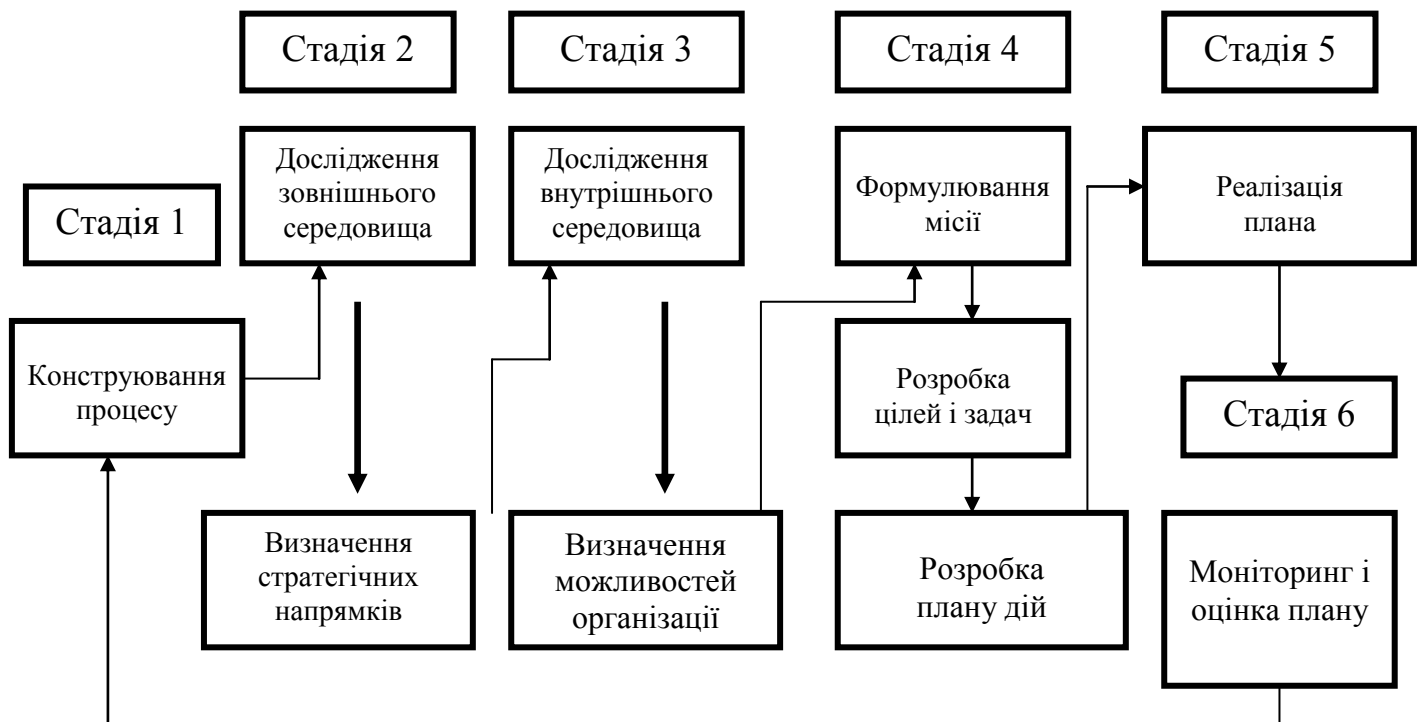 Стадія 1
Конструювання
процесу
Стадія 2
Дослідження
зовнішнього
середовища
Визначення
стратегічних
напрямків
Стадія 3
Дослідження
внутрішнього
середовища
Визначення
можливостей
організації
Стадія 4
Формулювання
місії
Розробка
цілей і задач
Розробка
плану дій
Стадія 5
Реалізація
плана
Стадія 6
Моніторинг і
оцінка плану